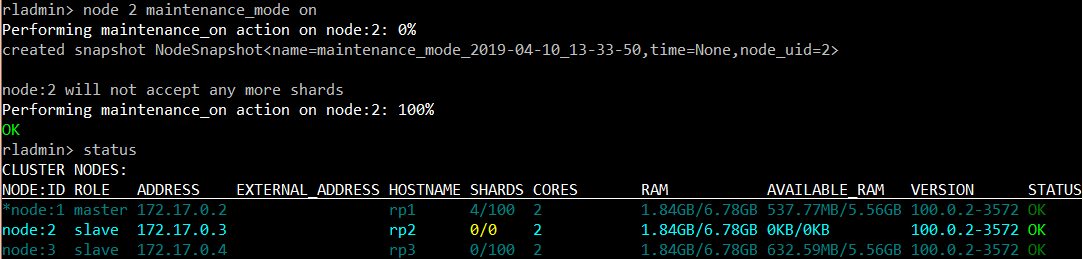 rladmin> node 2 maintenance_mode on
Performing maintenance_on action on node:2: 0%
created snapshot NodeSnapshot<name=maintenance_mode_2019-04-10_13-33-50,time=None,node_uid=2>
node:2 will not accept any more shards
Performing maintenance_on action on node:2: 100%
OK
rladmin> status
CLUSTER NODES:
NODE:ID ROLE ADDRESS EXTERNAL_ADDRESS HOSTNAME SHARDS CORES RAM AVAILABLE_RAM VERSION STATUS
*node:1 master 172.17.0.2 rp1 4/100 2 1.84GB/6.78GB 537.77MB/5.56GB 100.0.2-3572 OK
node:2 slave 172.17.0.3 rp2 0/0 2 1.84GB/6.78GB 0KB/0KB 100.0.2-3572 OK
node:3 slave 172.17.0.4 rp3 0/100 2 1.84GB/6.78GB 632.59MB/5.56GB 100.0.2-3572 OK